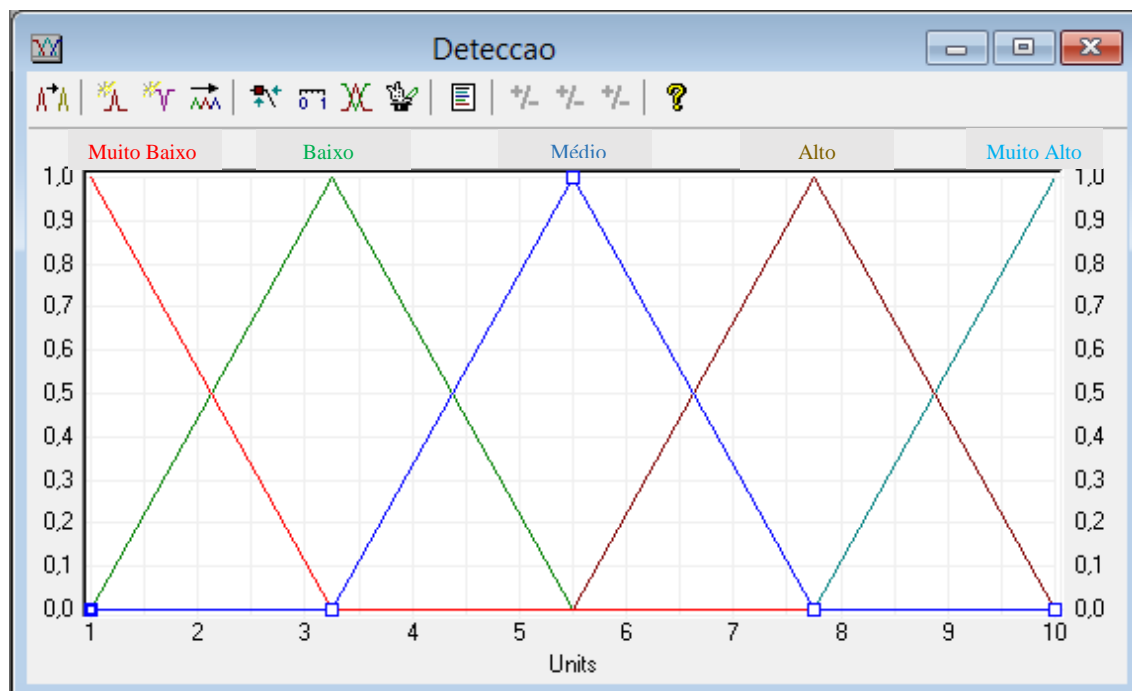 Deteccao
0 1 +/- +/- +/- ?
Muito Baixo Baixo Médio Alto Muito Alto
1,0 1,0
0,9 0,9
0,8 0,8
0,7 0,7
0,6 0,6
0,5 0,5
0,4 0,4
0,3 0,3
0,2 0,2
0,1 0,1
0,0 0,0
1 2 3 4 5 6 7 8 9 10
Units